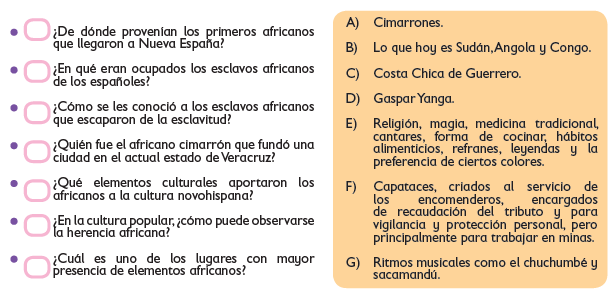 ¿De dónde provenían los primeros africanos
que llegaron a Nueva España?
¿En qué eran ocupados los esclavos africanos
de los españoles?
¿Cómo se les conoció a los esclavos africanos
que escaparon de la esclavitud?
¿Quién fue el africano cimarrón que fundó una
ciudad en el actual estado de Veracruz?
¿Qué elementos culturales aportaron los
africanos a la cultura novohispana?
¿En la cultura popular, ¿cómo puede observarse
la herencia africana?
¿Cuál es uno de los lugares con mayor
presencia de elementos africanos?
A) Cimarrones.
B) Lo que hoy es Sudán, Angola y Congo.
C) Costa Chica de Guerrero.
D) Gaspar Yanga.
E) Religión, magia, medicina tradicional,
cantares, forma de cocinar, hábitos
alimenticios, refranes, leyendas y la
preferencia de ciertos colores.
F) Capataces, criados al servicio de
los encomenderos, encargados
de recaudación del tributo y para
vigilancia y protección personal, pero
principalmente para trabajar en minas.
G) Ritmos musicales como el chuchumbé y
sacamandú.